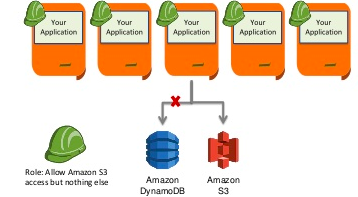 Your
Application
Your
Application
Your
Application
Your
Application
Your
Application
Role: Allow Amazon S3
access but nothing else
Amazon
DynamoDB
Amazon
S3